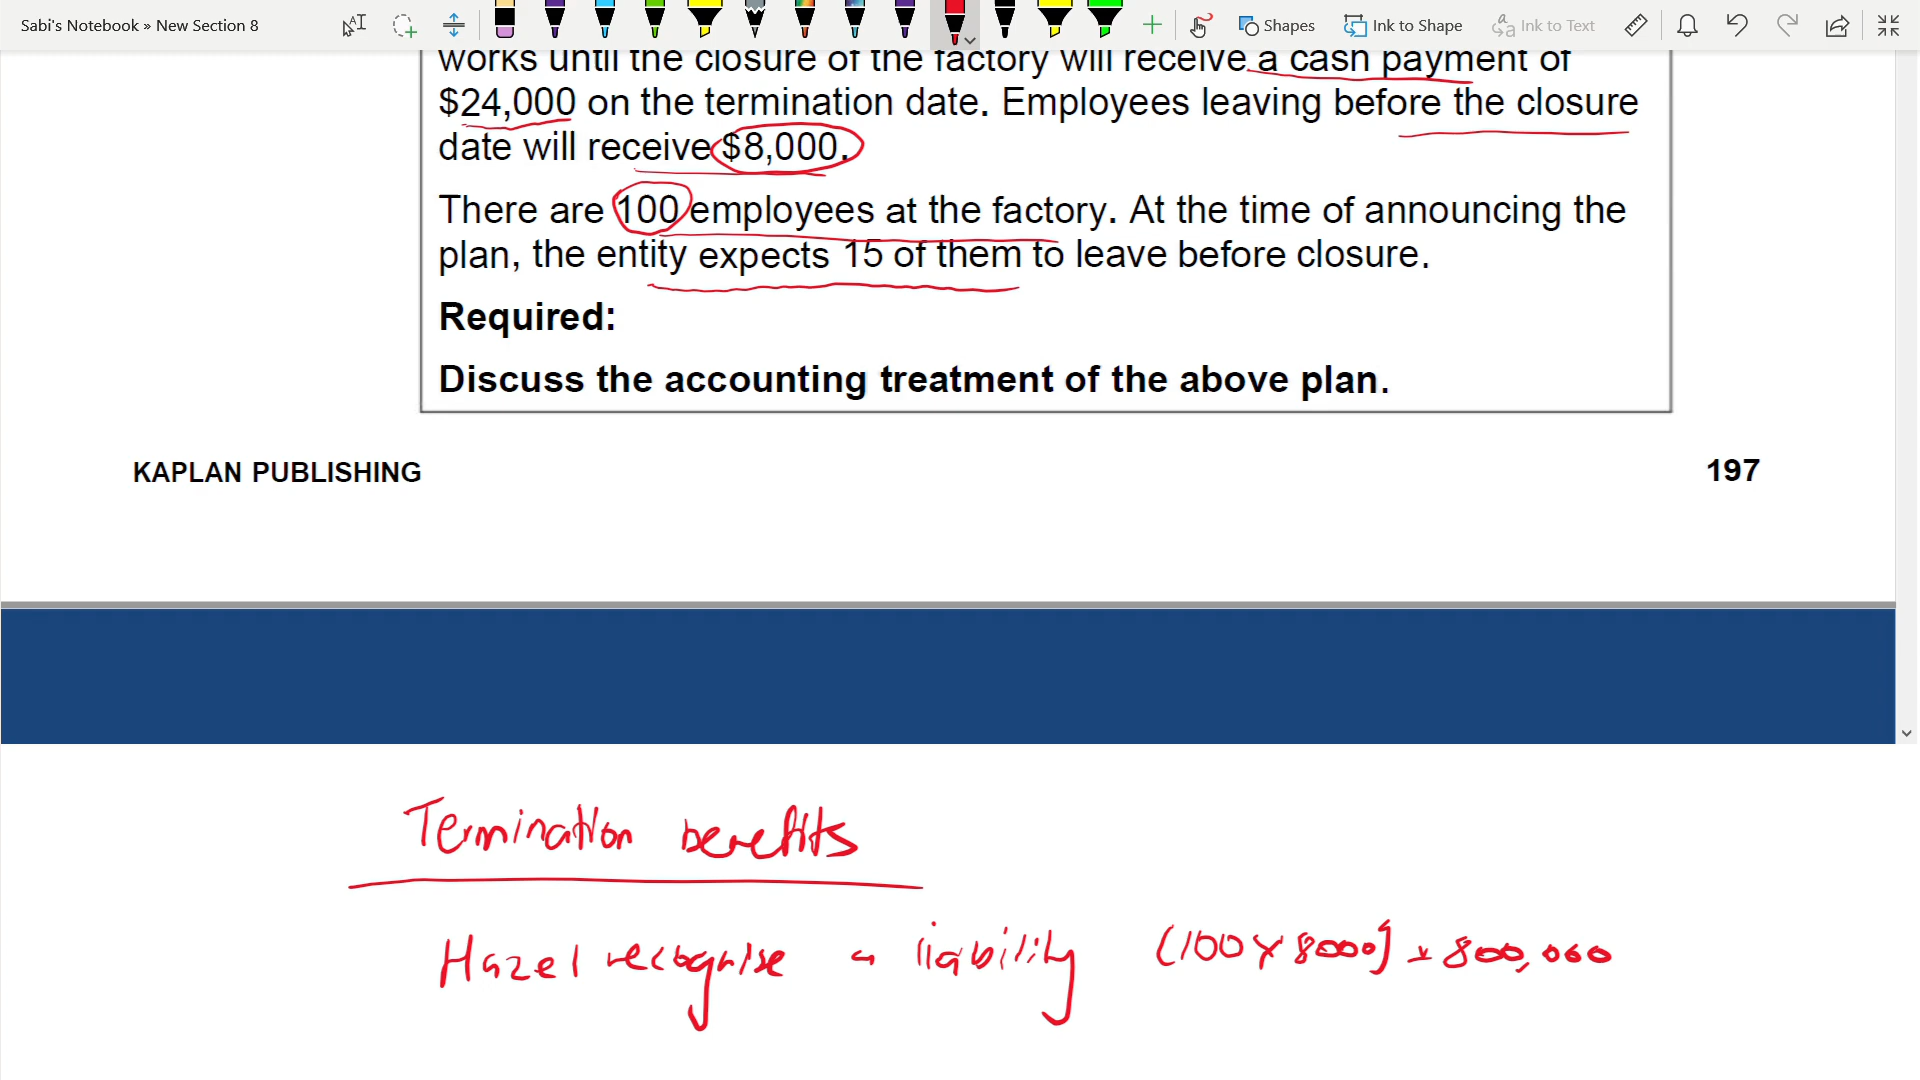 Sabi's Notebook » New Section 8
Shapes
Ink to Shape
Ink to Text
works until the closure of the factory will receive a cash payment of
$24,000 on the termination date. Employees leaving before the closure
date will receive $8,000.
There are 100 employees at the factory. At the time of announcing the
plan, the entity expects 15 of them to leave before closure.
Required:
Discuss the accounting treatment of the above plan.
KAPLAN PUBLISHING
197
Termination benefits
Hazel recognise a liability (100 x 8000) = 800,000